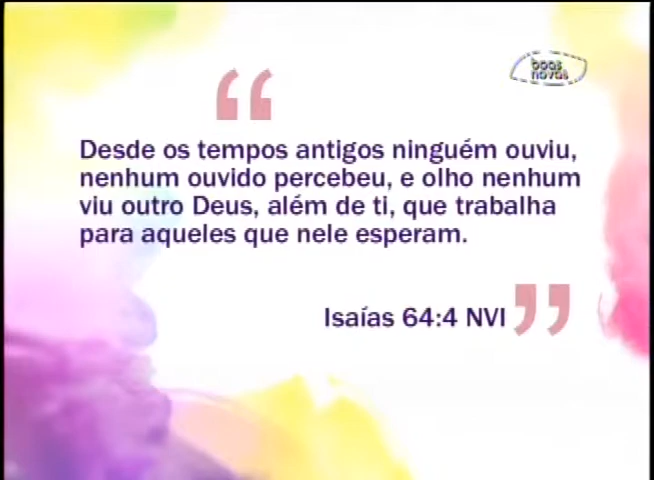 boas
novas
“
Desde os tempos antigos ninguém ouviu,
nenhum ouvido percebeu, e olho nenhum
viu outro Deus, além de ti, que trabalha
para aqueles que nele esperam.
Isaías 64:4 NVI ”